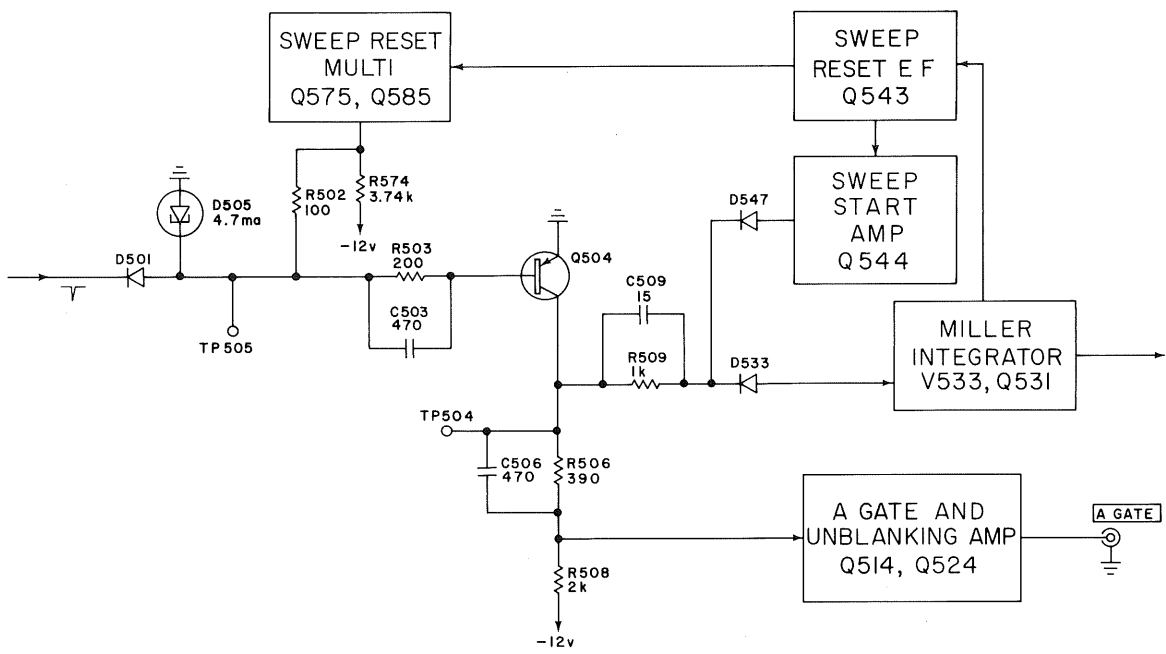 SWEEP RESET
MULTI
Q575, Q585
SWEEP
RESET E F
Q543
SWEEP
START
AMP
Q544
D505
4.7ma
R502
100
R574
3.74k
-12v
D547
D501
R503
200
Q504
C503
470
TP505
C509
15
R509
1k
D533
MILLER
INTEGRATOR
V533, Q531
TP504
C506
470
R506
390
A GATE AND
UNBLANKING AMP
Q514, Q524
A GATE
R508
2k
-12v